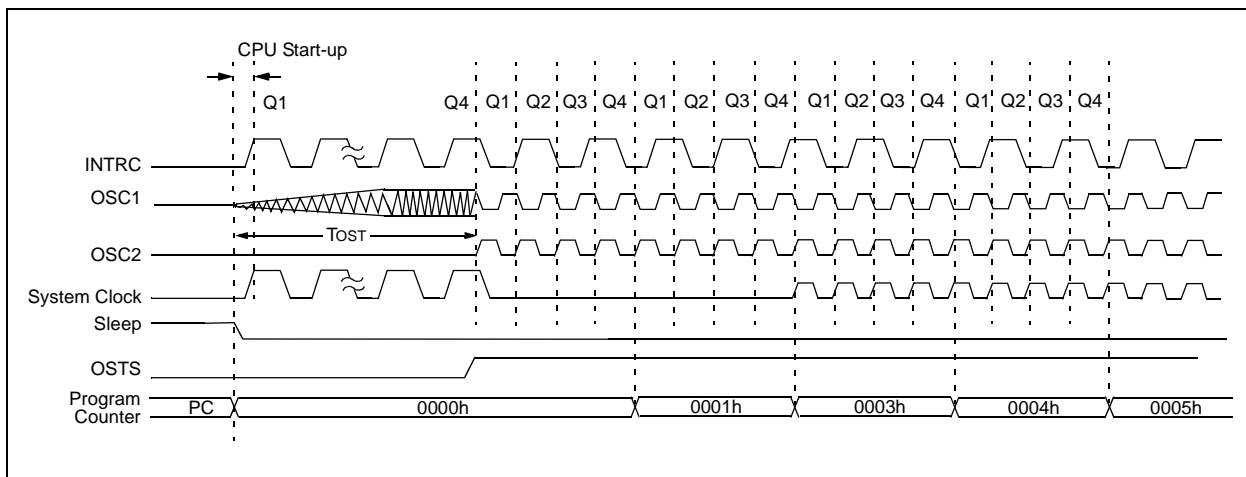 CPU Start-up
Q1 Q4 Q1 Q2 Q3 Q4 Q1 Q2 Q3 Q4 Q1 Q2 Q3 Q4 Q1 Q2 Q3 Q4
INTRC
OSC1
TOST
OSC2
System Clock
Sleep
OSTS
Program
Counter
PC 0000h 0001h 0003h 0004h 0005h